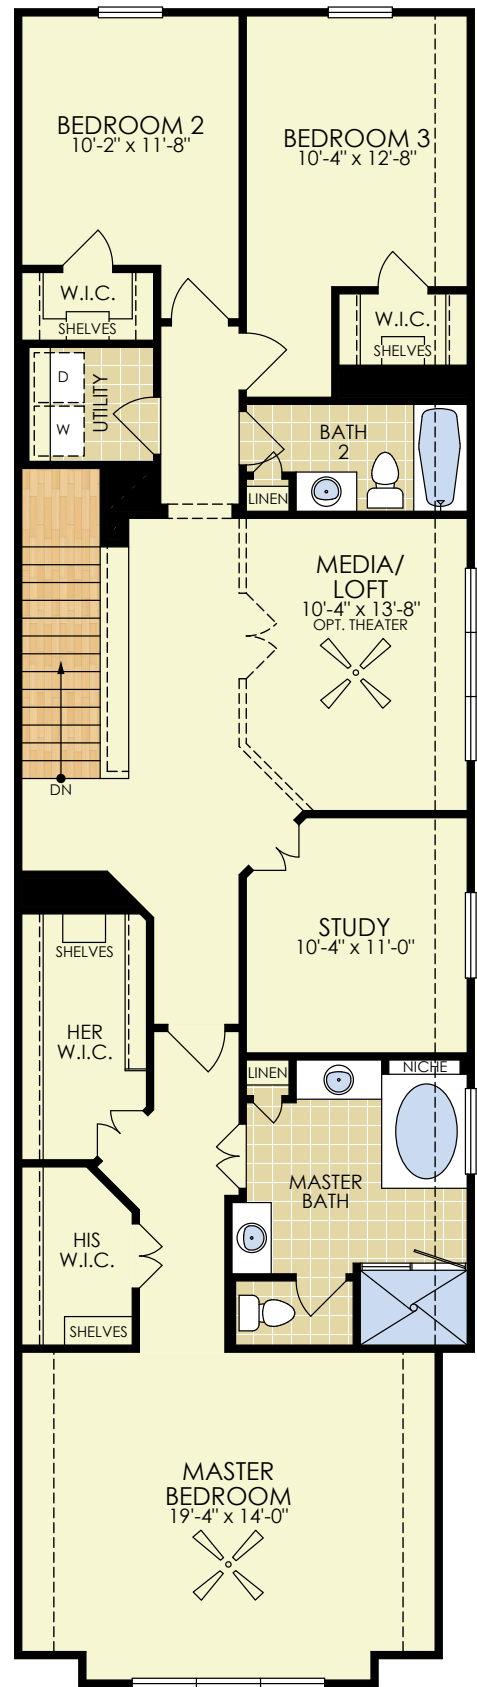 BEDROOM 2
10'-2" x 11'-8"
BEDROOM 3
10'-4" x 12'-8"
W.I.C.
SHELVES
W.I.C.
SHELVES
D
W
UTILITY
BATH
2
LINEN
MEDIA/
LOFT
10'-4" x 13'-8"
OPT. THEATER
DN
STUDY
10'-4" x 11'-0"
SHELVES
HER
W.I.C.
LINEN
NICHE
MASTER
BATH
HIS
W.I.C.
SHELVES
MASTER
BEDROOM
19'-4" x 14'-0"